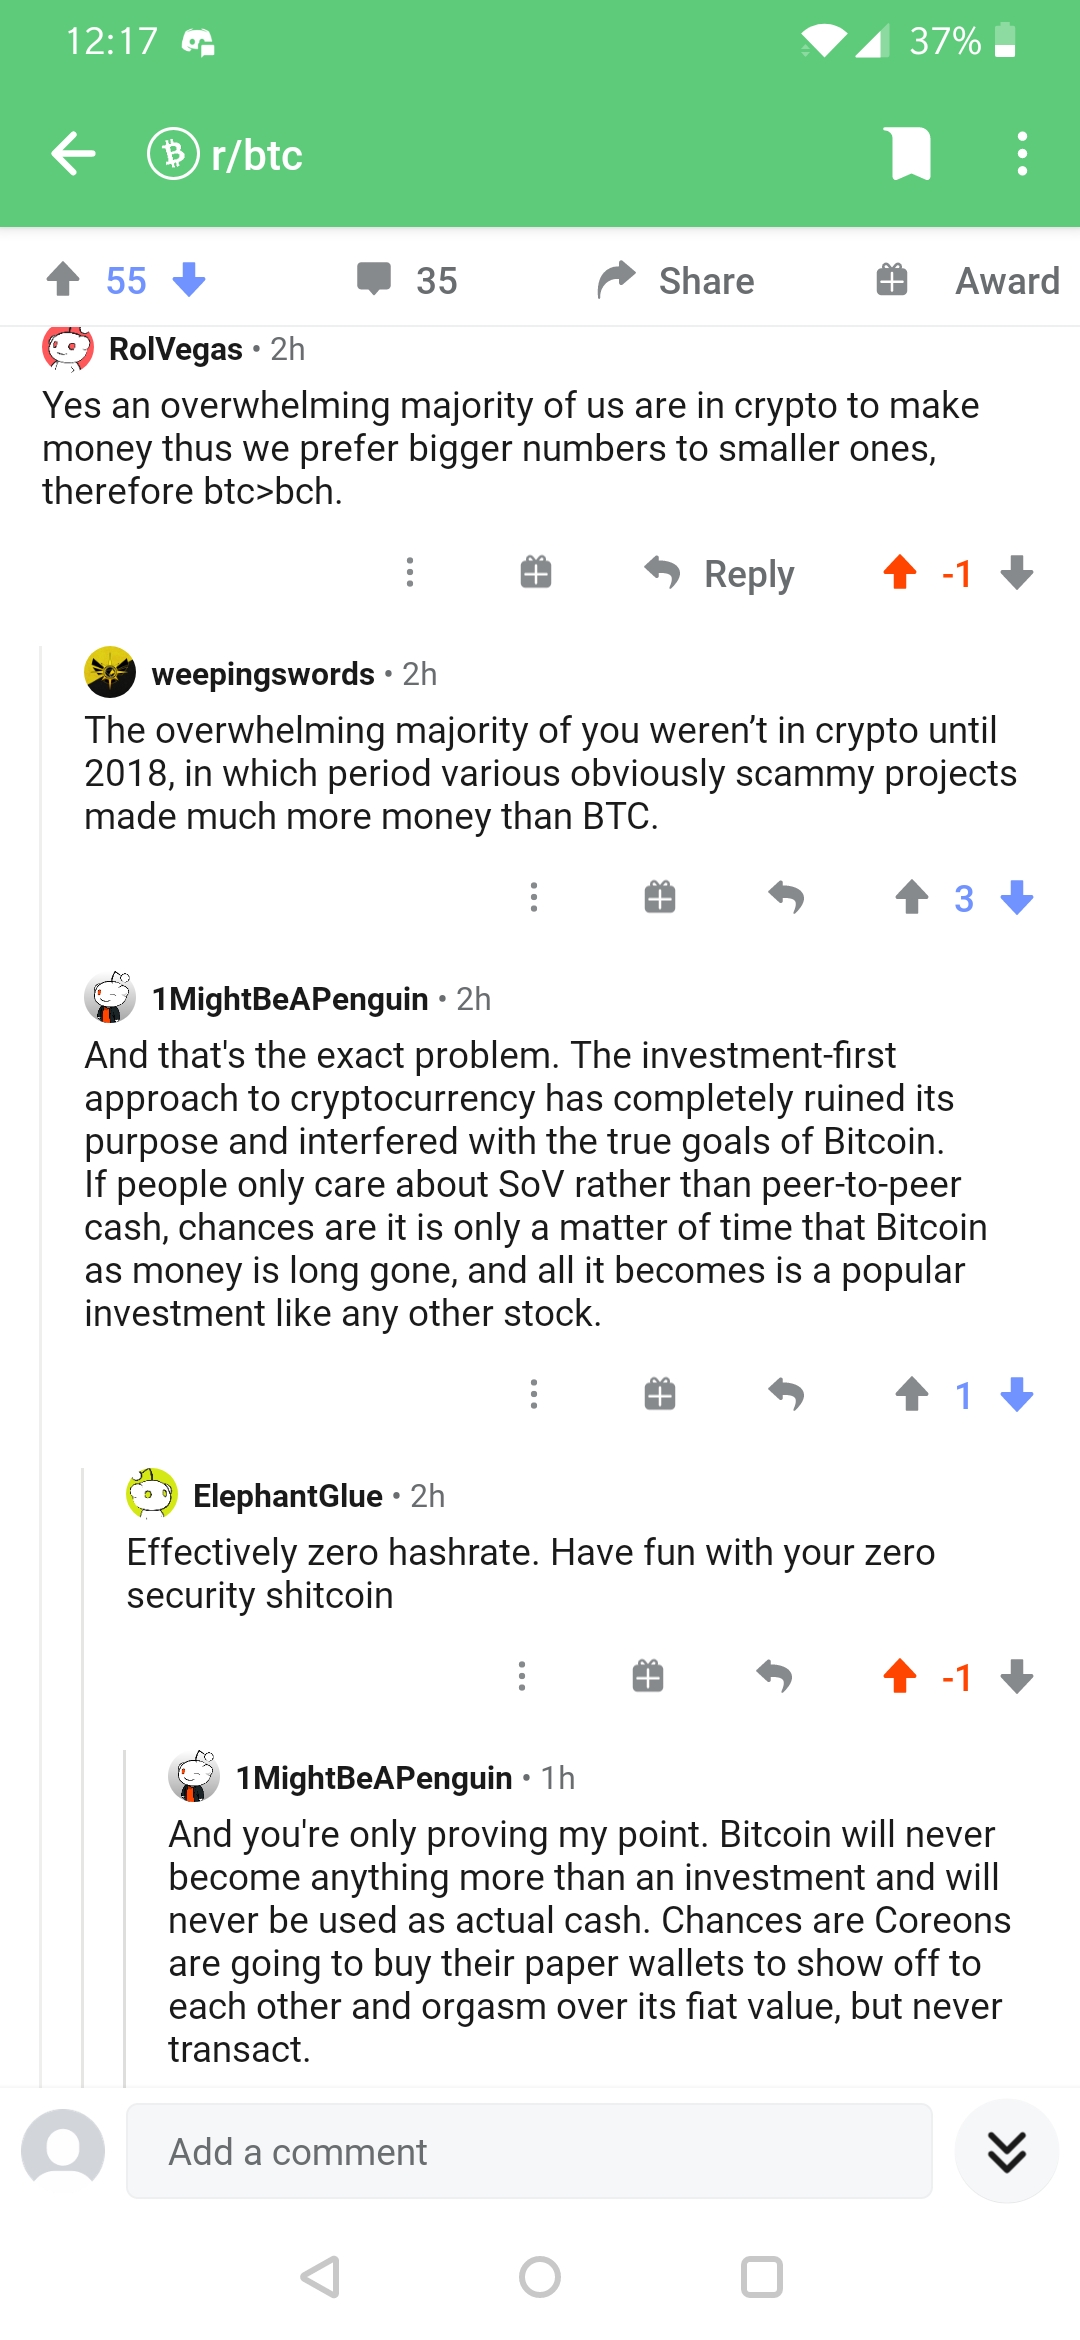 12:17 37%
r/btc
55 35 Share Award
RolVegas • 2h
Yes an overwhelming majority of us are in crypto to make
money thus we prefer bigger numbers to smaller ones,
therefore btc>bch.
Reply -1
weepingswords • 2h
The overwhelming majority of you weren’t in crypto until
2018, in which period various obviously scammy projects
made much more money than BTC.
3
1MightBeAPenguin • 2h
And that's the exact problem. The investment-first
approach to cryptocurrency has completely ruined its
purpose and interfered with the true goals of Bitcoin.
If people only care about SoV rather than peer-to-peer
cash, chances are it is only a matter of time that Bitcoin
as money is long gone, and all it becomes is a popular
investment like any other stock.
1
ElephantGlue • 2h
Effectively zero hashrate. Have fun with your zero
security shitcoin
-1
1MightBeAPenguin • 1h
And you're only proving my point. Bitcoin will never
become anything more than an investment and will
never be used as actual cash. Chances are Coreons
are going to buy their paper wallets to show off to
each other and orgasm over its fiat value, but never
transact.
Add a comment